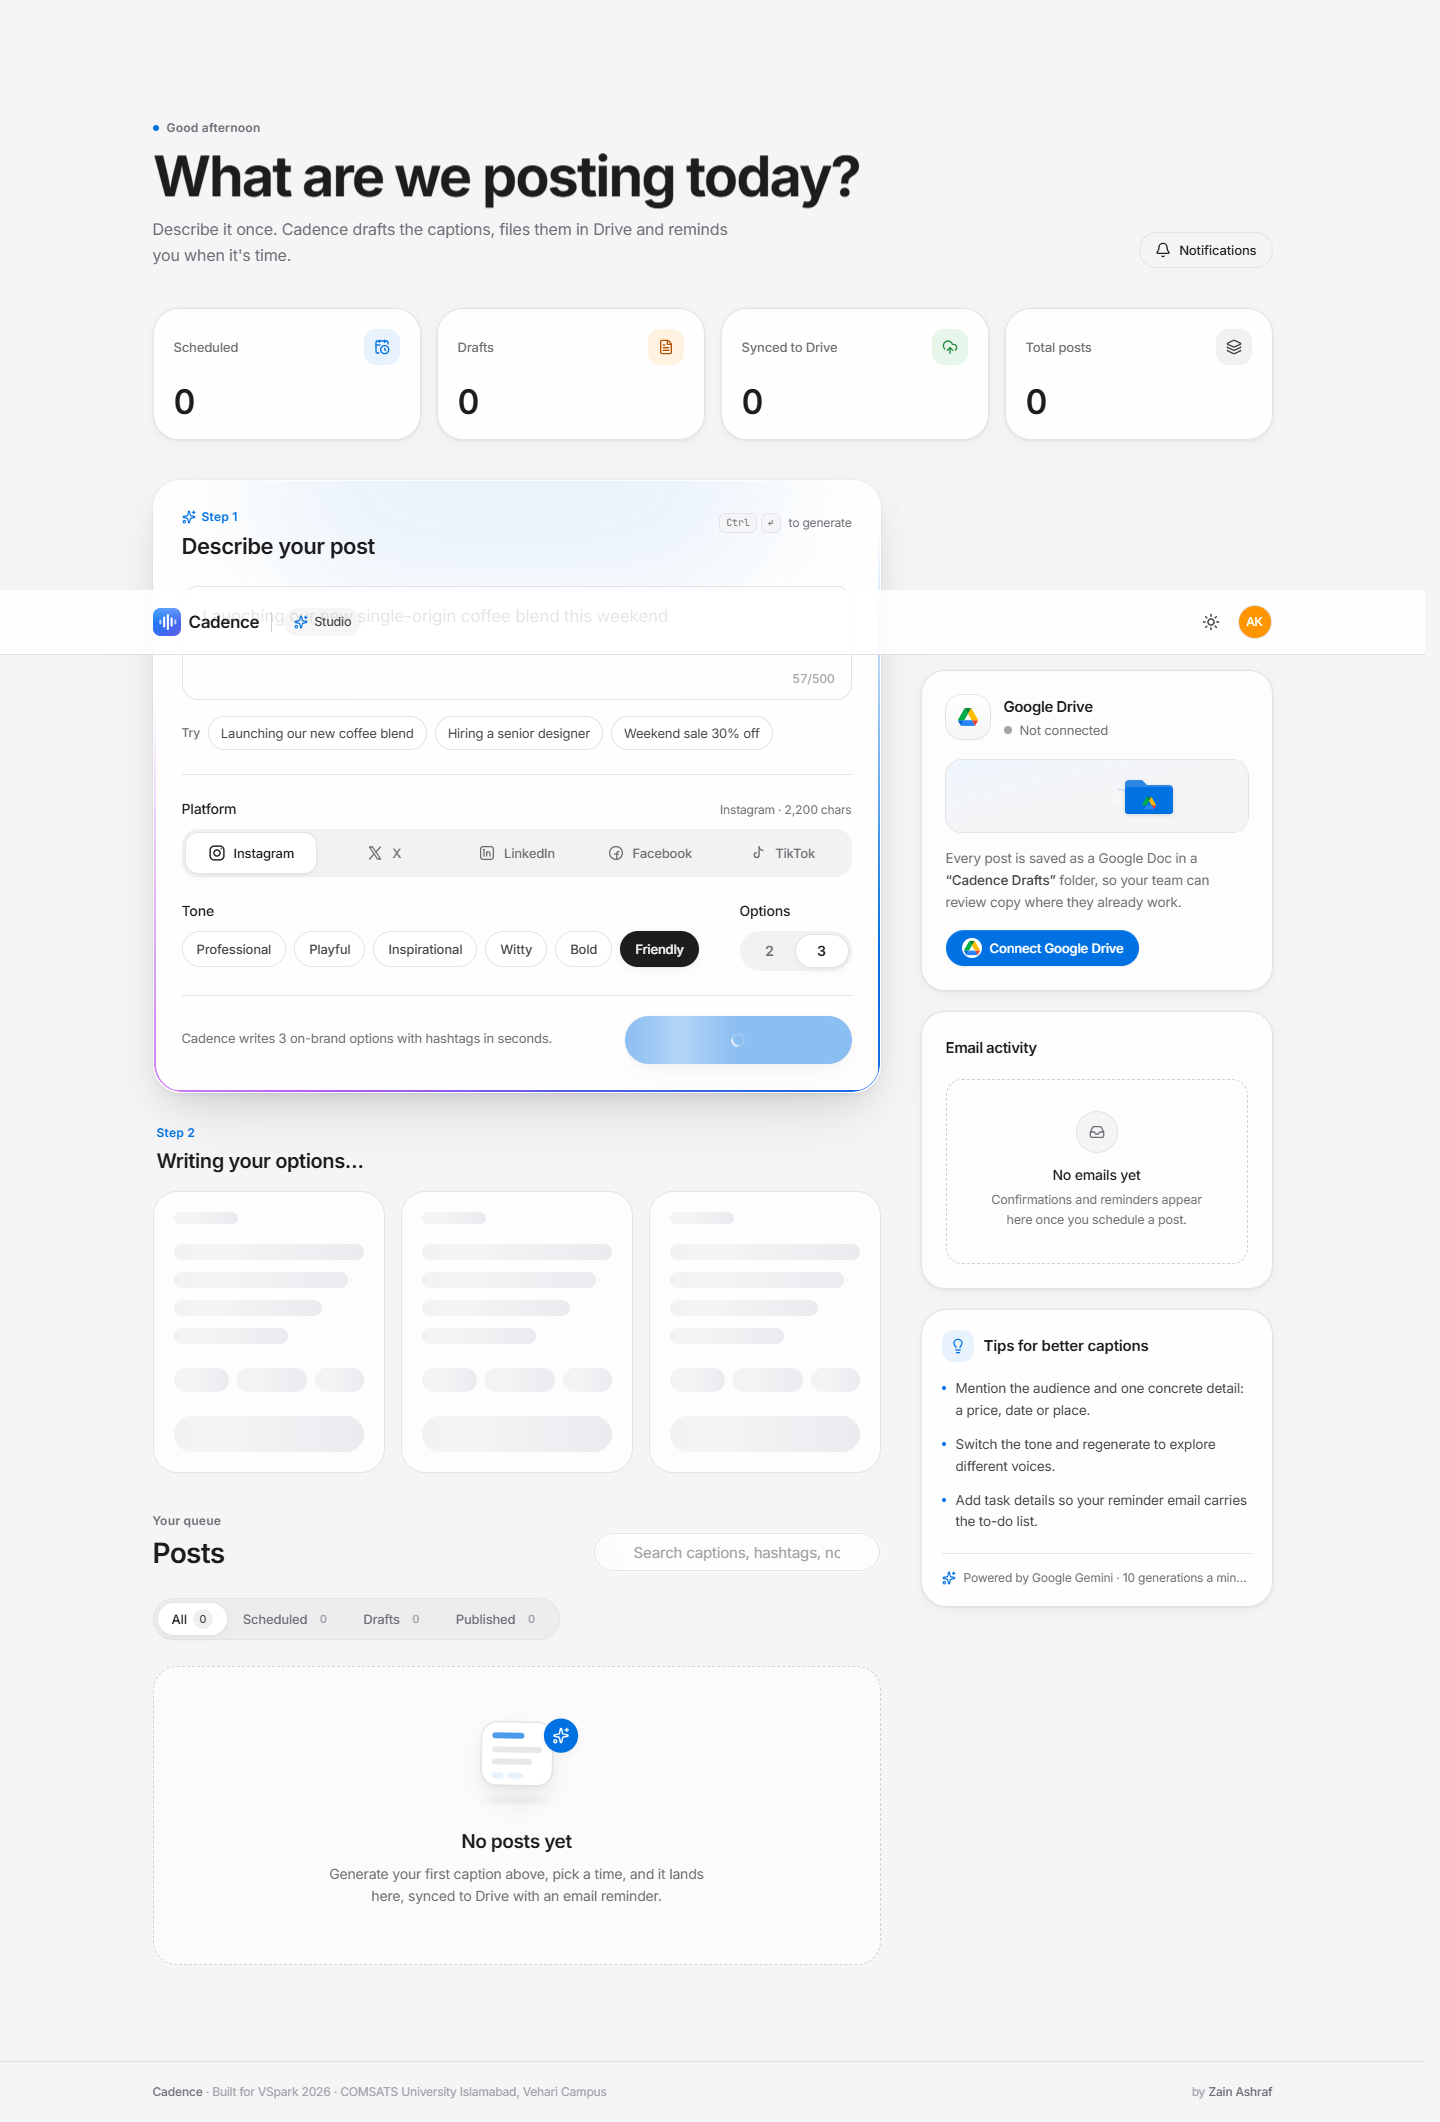 Good afternoon
What are we posting today?
Describe it once. Cadence drafts the captions, files them in Drive and reminds
you when it's time.
Notifications
Scheduled
0
Drafts
0
Synced to Drive
0
Total posts
0
Step 1
Ctrl ↵ to generate
Describe your post
Launching our new single-origin coffee blend this weekend
Cadence
Studio
AK
57/500
Try
Launching our new coffee blend
Hiring a senior designer
Weekend sale 30% off
Platform
Instagram · 2,200 chars
Instagram
X
LinkedIn
Facebook
TikTok
Tone
Options
Professional
Playful
Inspirational
Witty
Bold
Friendly
2
3
Cadence writes 3 on-brand options with hashtags in seconds.
Google Drive
Not connected
Every post is saved as a Google Doc in a
“Cadence Drafts” folder, so your team can
review copy where they already work.
Connect Google Drive
Email activity
No emails yet
Confirmations and reminders appear
here once you schedule a post.
Tips for better captions
Mention the audience and one concrete detail:
a price, date or place.
Switch the tone and regenerate to explore
different voices.
Add task details so your reminder email carries
the to-do list.
Powered by Google Gemini · 10 generations a min...
Step 2
Writing your options...
Your queue
Posts
Search captions, hashtags, nc
All 0
Scheduled 0
Drafts 0
Published 0
No posts yet
Generate your first caption above, pick a time, and it lands
here, synced to Drive with an email reminder.
Cadence · Built for VSpark 2026 · COMSATS University Islamabad, Vehari Campus
by Zain Ashraf